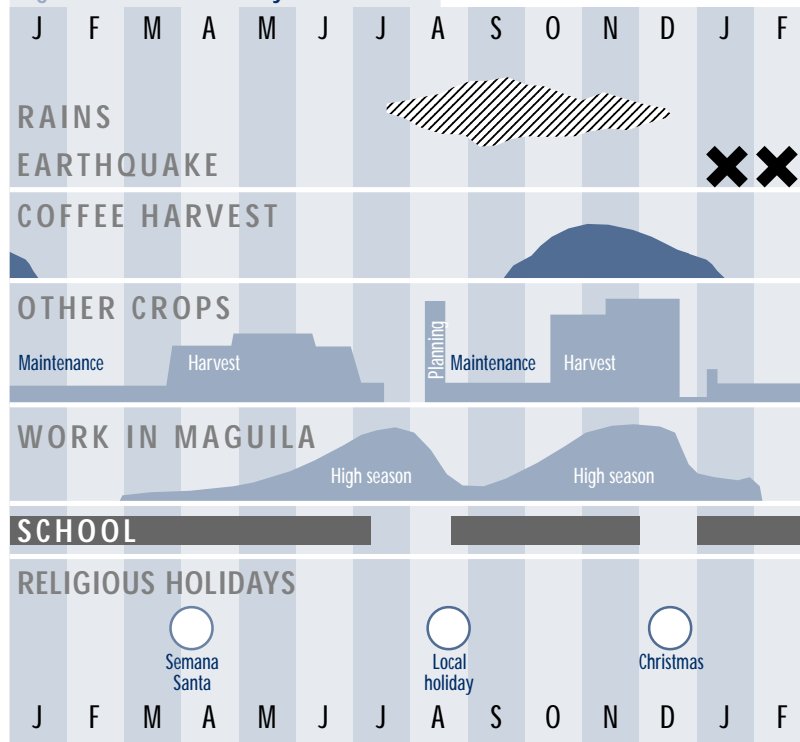 J F M A M J J A S O N D J F
RAINS
EARTHQUAKE
COFFEE HARVEST
OTHER CROPS
Maintenance
Harvest
Planning
Maintenance
Harvest
WORK IN MAGUILA
High season
High season
SCHOOL
RELIGIOUS HOLIDAYS
Semana
Santa
Local
holiday
Christmas
J F M A M J J A S O N D J F